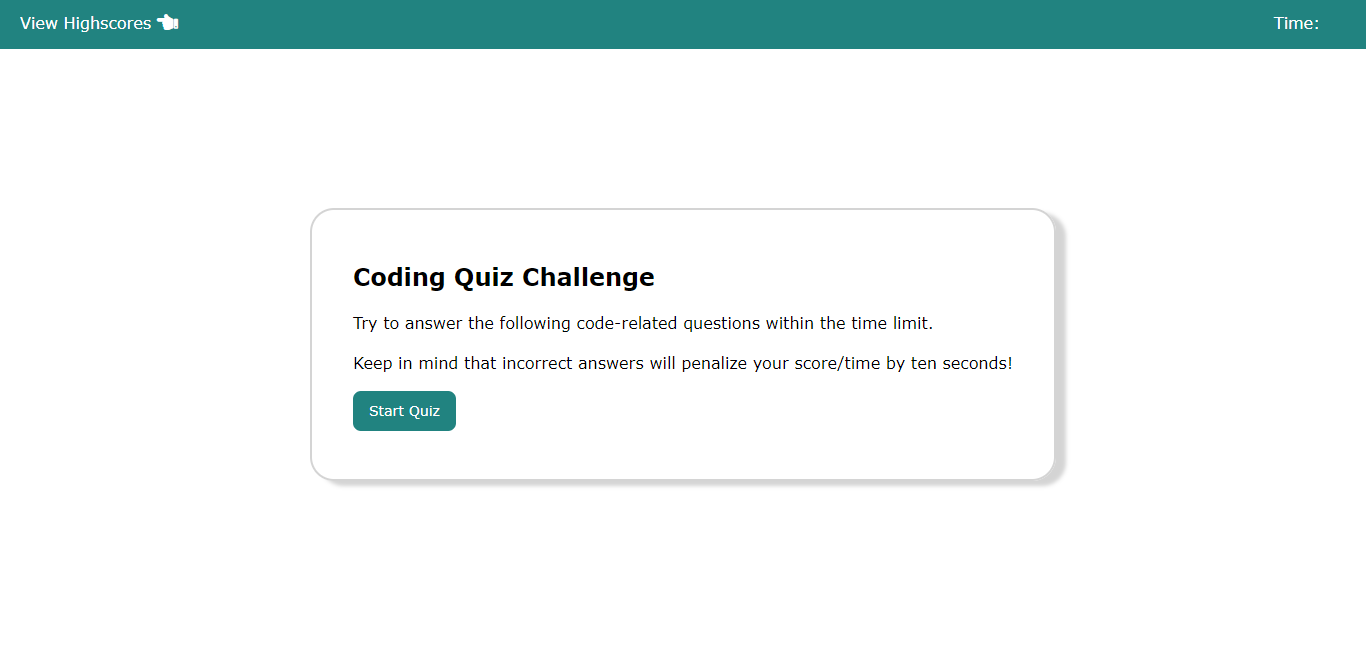 View Highscores
Time:
Coding Quiz Challenge
Try to answer the following code-related questions within the time limit.
Keep in mind that incorrect answers will penalize your score/time by ten seconds!
Start Quiz